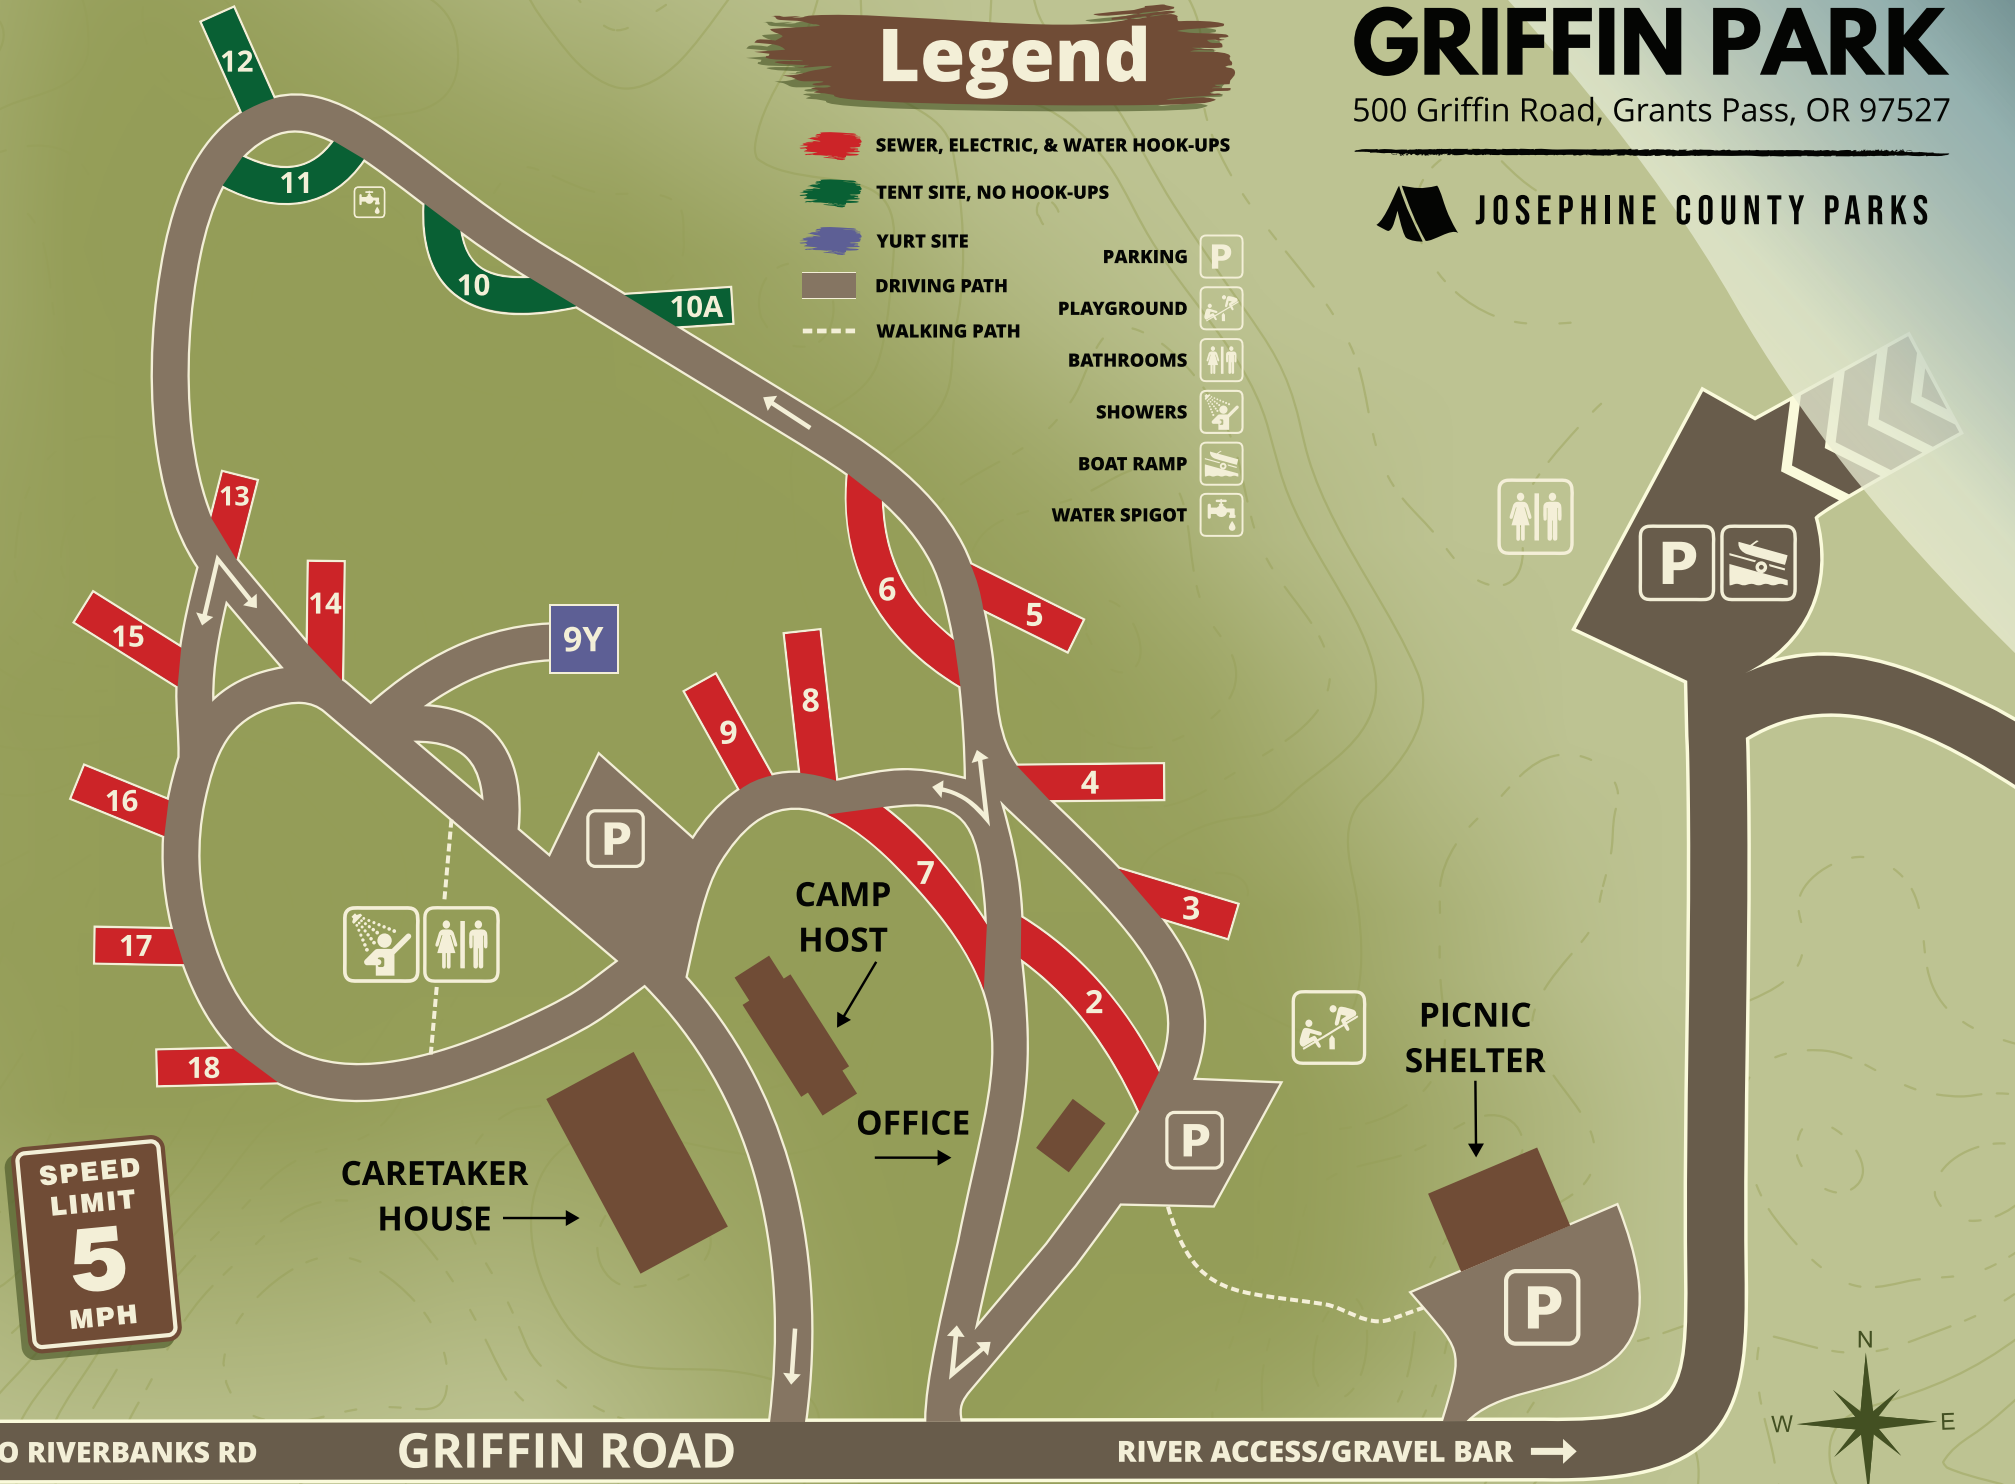 GRIFFIN PARK
500 Griffin Road, Grants Pass, OR 97527
JOSEPHINE COUNTY PARKS
Legend
SEWER, ELECTRIC, & WATER HOOK-UPS
TENT SITE, NO HOOK-UPS
YURT SITE
DRIVING PATH
WALKING PATH
PARKING
P
PLAYGROUND
BATHROOMS
SHOWERS
BOAT RAMP
WATER SPIGOT
12
11
10
10A
13
14
15
9Y
6
5
8
9
16
4
P
7
3
17
18
2
P
P
P
CAMP
HOST
OFFICE
CARETAKER
HOUSE
PICNIC
SHELTER
SPEED
LIMIT
5
MPH
N
W
E
O RIVERBANKS RD
GRIFFIN ROAD
RIVER ACCESS/GRAVEL BAR